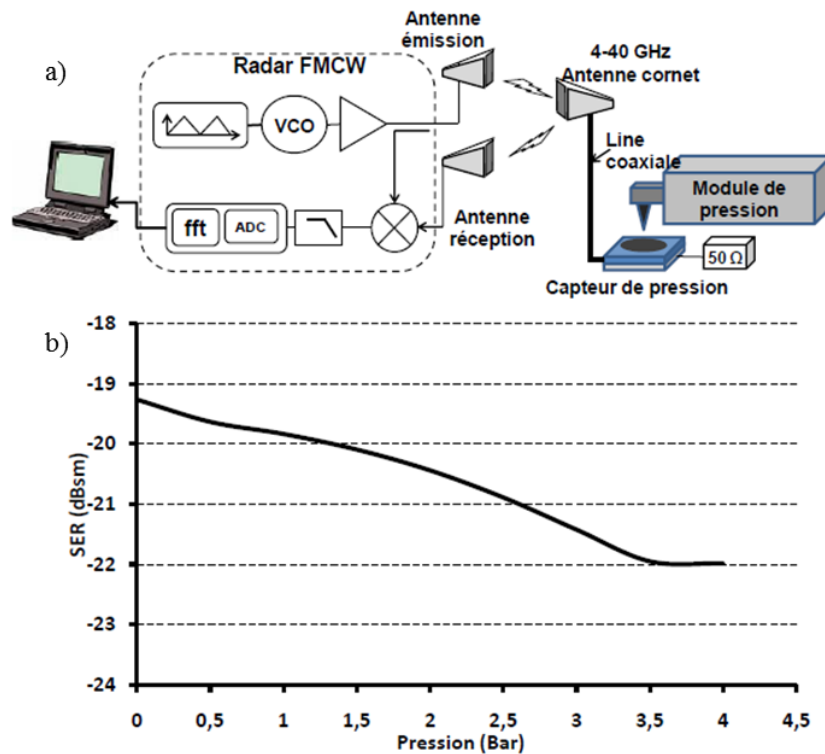 a)
Radar FMCW
VCO
fft
ADC
Antenne
émission
Antenne
réception
4-40 GHz
Antenne cornet
Line
coaxiale
Module de
pression
50 Ω
Capteur de pression
b)
SER (dBsm)
-18
-19
-20
-21
-22
-23
-24
0 0,5 1 1,5 2 2,5 3 3,5 4 4,5
Pression (Bar)